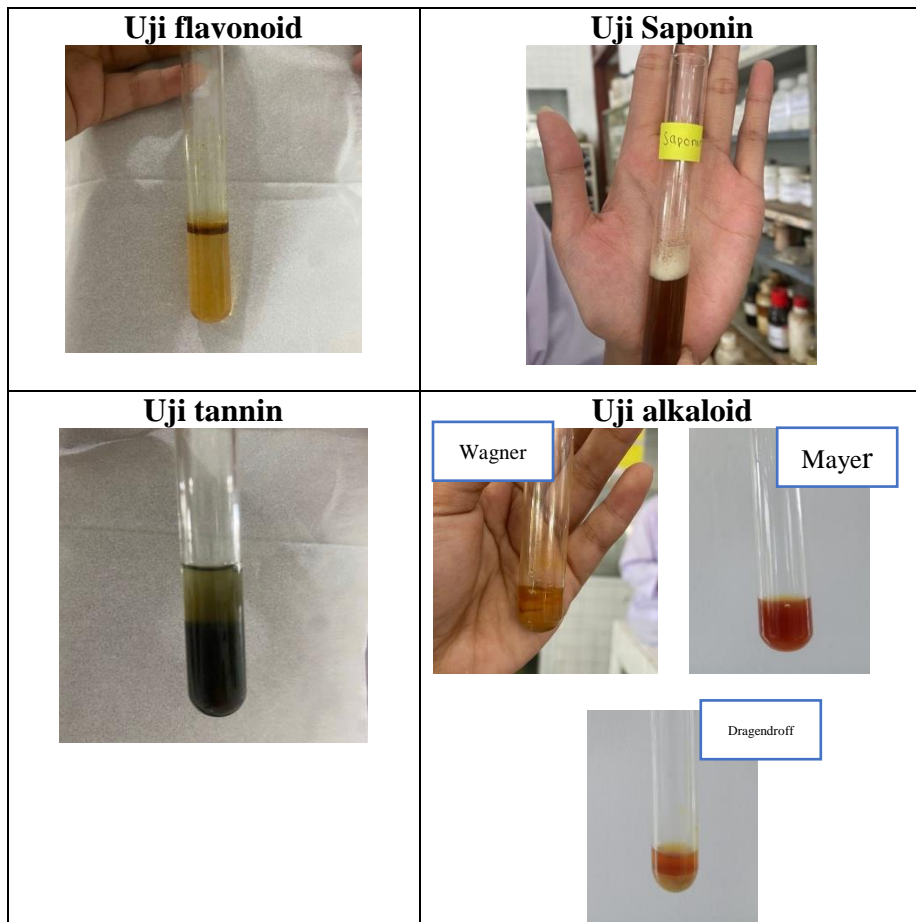 Uji flavonoid
Uji Saponin
Saponin
Uji tannin
Uji alkaloid
Wagner
Mayer
Dragendroff